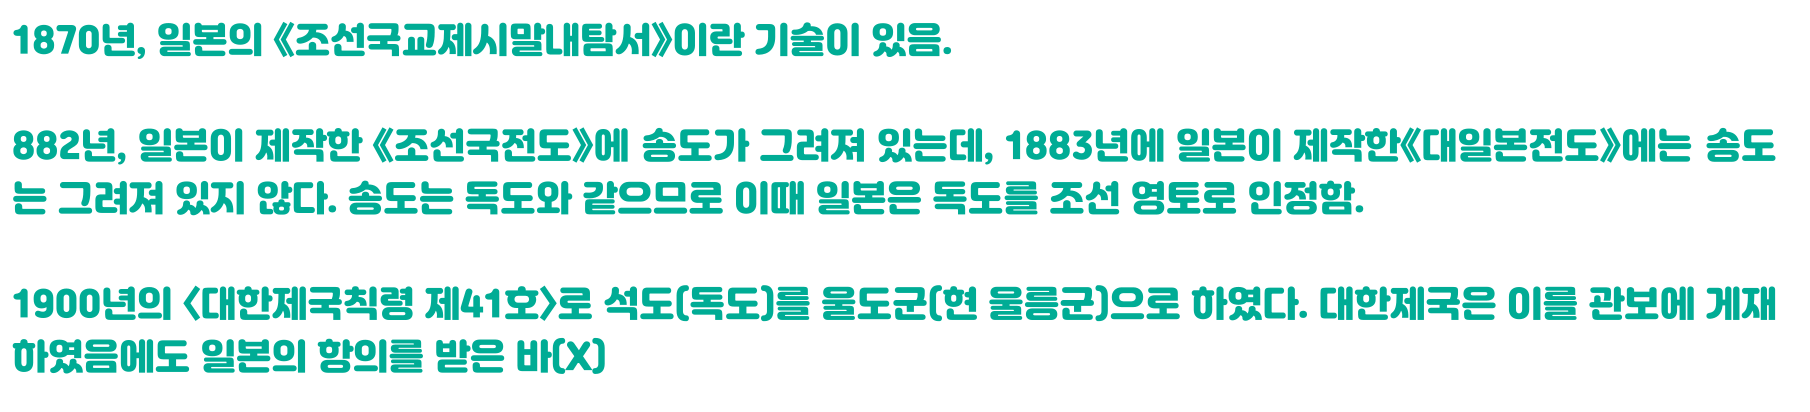 1870년, 일본의 《조선국교제시말내탐서》이란 기술이 있음.
882년, 일본이 제작한 《조선국전도》에 송도가 그려져 있는데, 1883년에 일본이 제작한《대일본전도》에는 송도
는 그려져 있지 않다. 송도는 독도와 같으므로 이때 일본은 독도를 조선 영토로 인정함.
1900년의 〈대한제국칙령 제41호〉로 석도(독도)를 울도군(현 울릉군)으로 하였다. 대한제국은 이를 관보에 게재
하였음에도 일본의 항의를 받은 바(X)